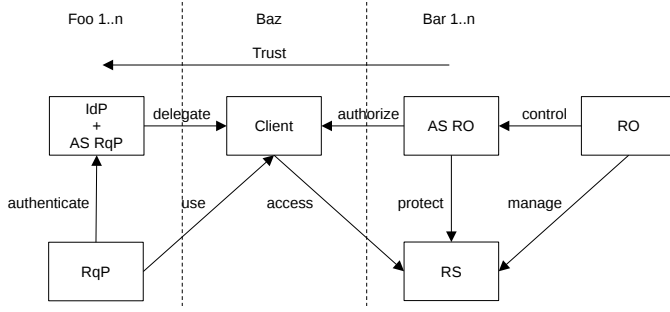 Foo 1..n
Baz
Bar 1..n
Trust
IdP
+
AS RqP
delegate
Client
authorize
AS RO
control
RO
authenticate
use
access
protect
manage
RqP
RS